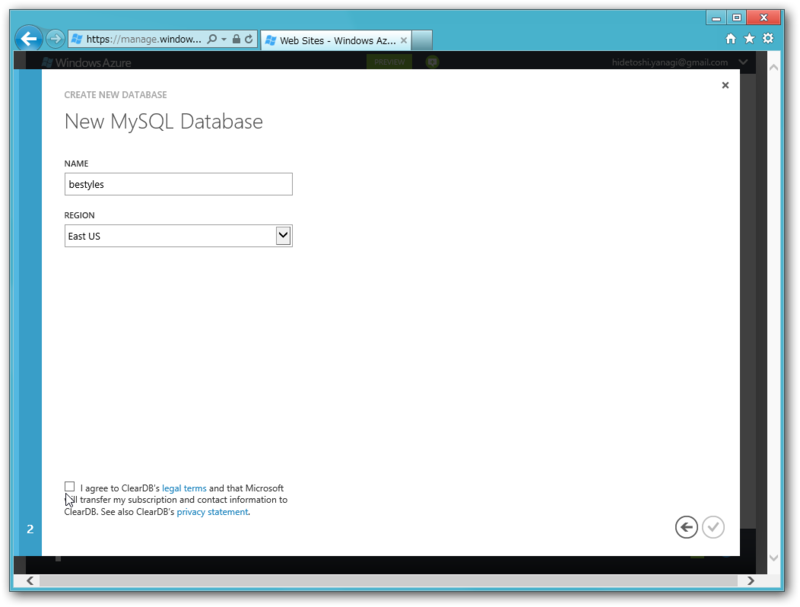 https://manage.window...
Web Sites - Windows Az...
Windows Azure
PREVIEW
hidetoshi.yanagi@gmail.com
CREATE NEW DATABASE
New MySQL Database
NAME
bestyles
REGION
East US
I agree to ClearDB's legal terms and that Microsoft
will transfer my subscription and contact information to
ClearDB. See also ClearDB's privacy statement.
2